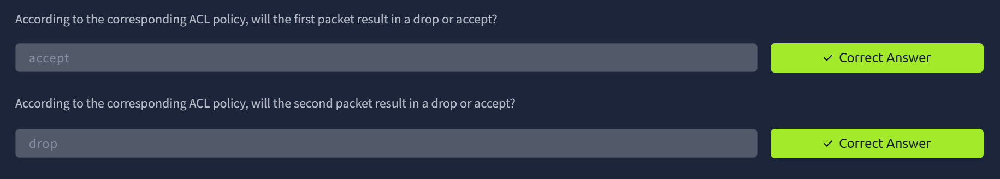 According to the corresponding ACL policy, will the first packet result in a drop or accept?
accept
✓ Correct Answer
According to the corresponding ACL policy, will the second packet result in a drop or accept?
drop
✓ Correct Answer